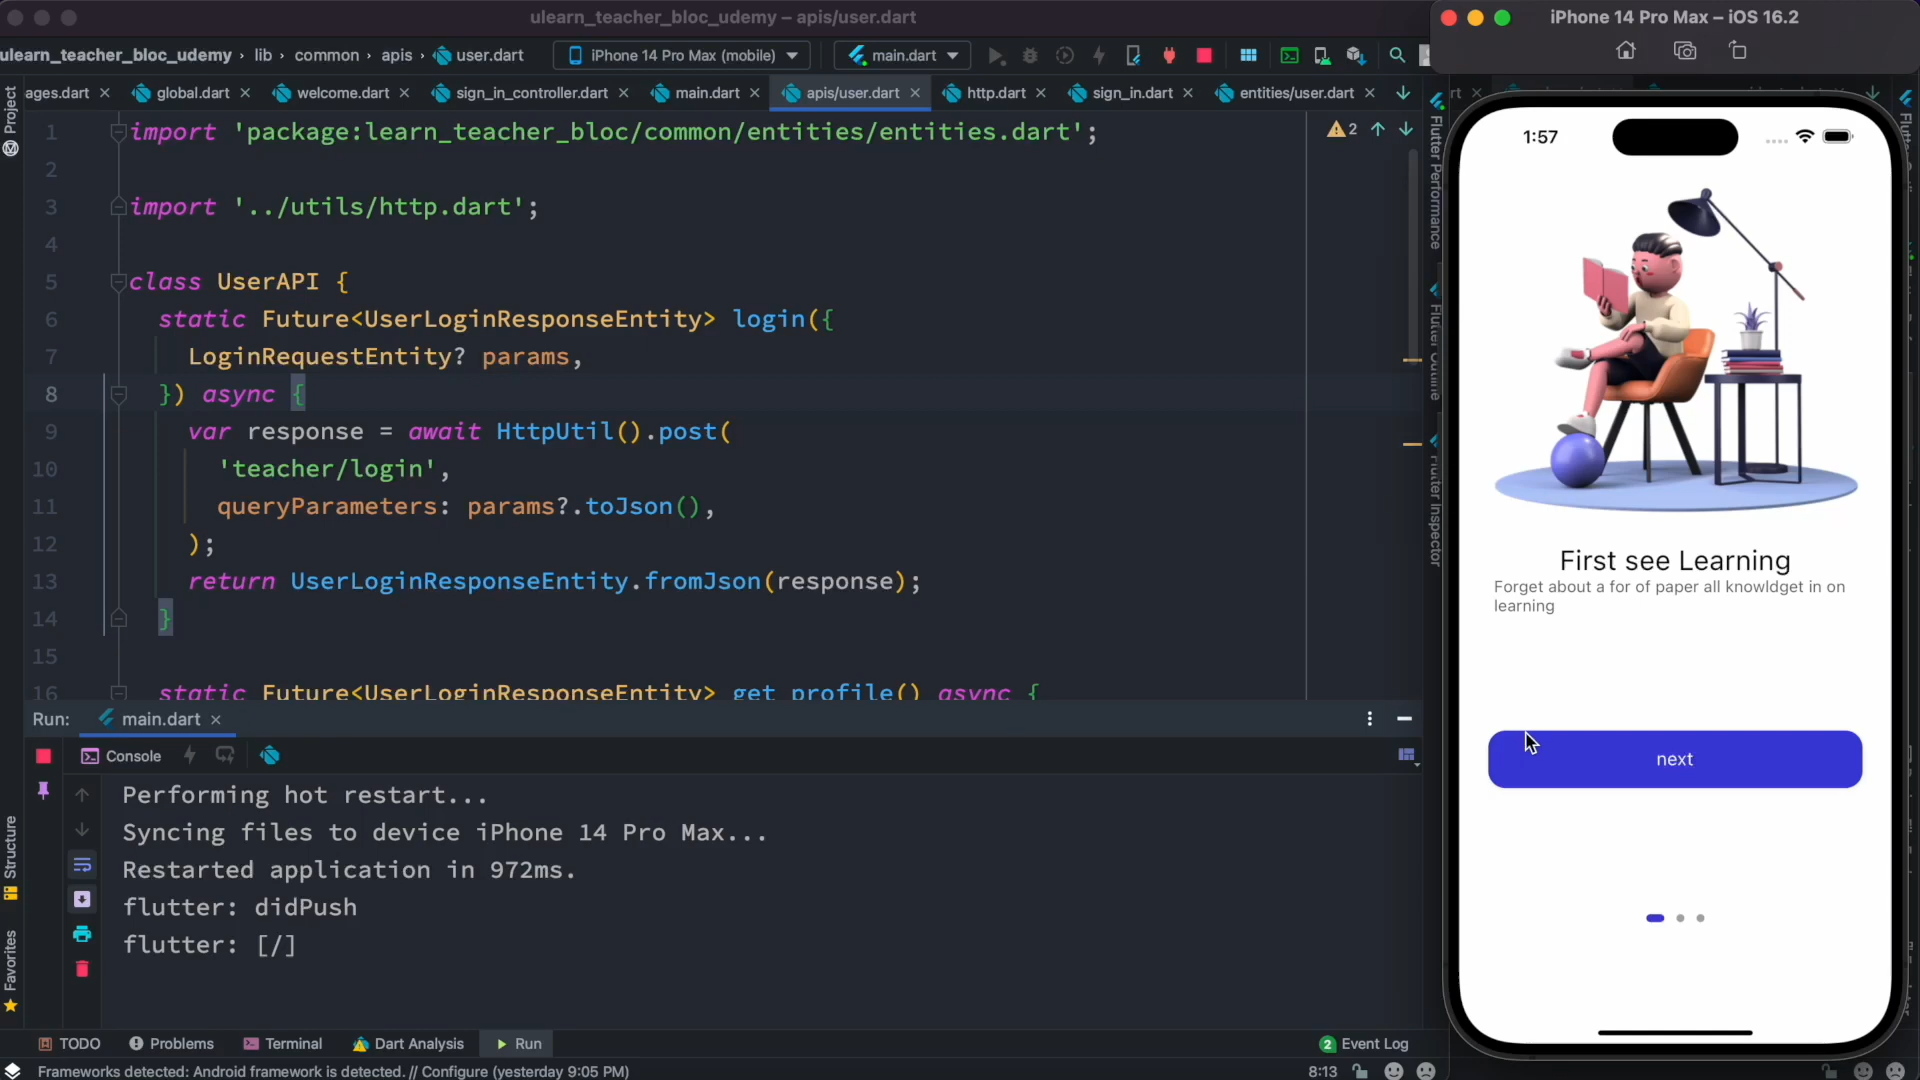 ulearn_teacher_bloc_udemy – apis/user.dart
ulearn_teacher_bloc_udemy › lib › common › apis › user.dart
iPhone 14 Pro Max (mobile)
main.dart
ages.dart
global.dart
welcome.dart
sign_in_controller.dart
main.dart
apis/user.dart
http.dart
sign_in.dart
entities/user.dart
Project
Structure
Favorites
1 import 'package:learn_teacher_bloc/common/entities/entities.dart';
2
3 import '../utils/http.dart';
4
5 class UserAPI {
6 static Future<UserLoginResponseEntity> login({
7 LoginRequestEntity? params,
8 }) async {
9 var response = await HttpUtil().post(
10 'teacher/login',
11 queryParameters: params?.toJson(),
12 );
13 return UserLoginResponseEntity.fromJson(response);
14 }
15
16 static Future<UserLoginResponseEntity> get_profile() async {
2
Flutter Performance
Flutter Outline
Flutter Inspector
Run: main.dart
Console
Performing hot restart...
Syncing files to device iPhone 14 Pro Max...
Restarted application in 972ms.
flutter: didPush
flutter: [/]
TODO
Problems
Terminal
Dart Analysis
Run
2 Event Log
Frameworks detected: Android framework is detected. // Configure (yesterday 9:05 PM)
8:13
iPhone 14 Pro Max – iOS 16.2
1:57
First see Learning
Forget about a for of paper all knowldget in on
learning
next